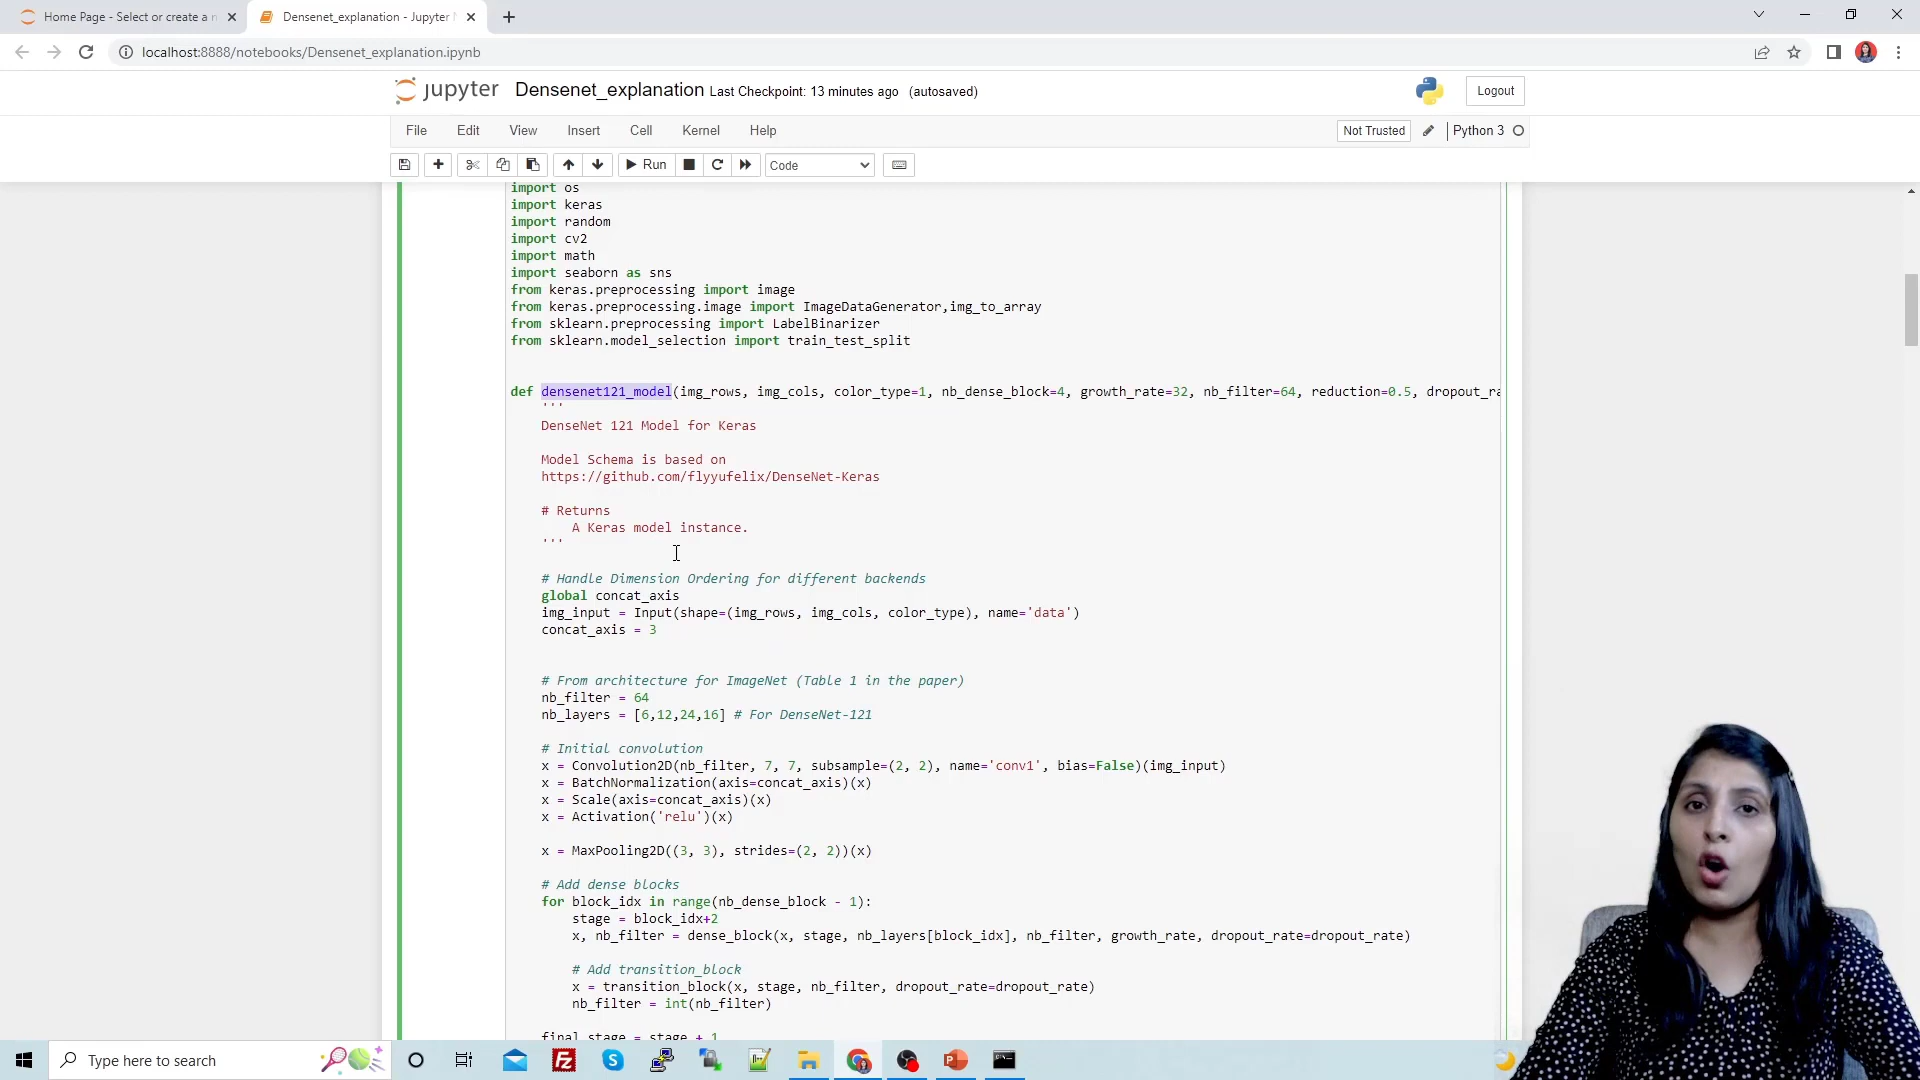 Home Page - Select or create a n
Densenet_explanation - Jupyter N
localhost:8888/notebooks/Densenet_explanation.ipynb
jupyter Densenet_explanation Last Checkpoint: 13 minutes ago (autosaved)
Logout
File Edit View Insert Cell Kernel Help
Not Trusted
Python 3
Run
Code
import os
import keras
import random
import cv2
import math
import seaborn as sns
from keras.preprocessing import image
from keras.preprocessing.image import ImageDataGenerator,img_to_array
from sklearn.preprocessing import LabelBinarizer
from sklearn.model_selection import train_test_split
def densenet121_model(img_rows, img_cols, color_type=1, nb_dense_block=4, growth_rate=32, nb_filter=64, reduction=0.5, dropout_ra
'''
DenseNet 121 Model for Keras
Model Schema is based on
https://github.com/flyyufelix/DenseNet-Keras
# Returns
A Keras model instance.
'''
# Handle Dimension Ordering for different backends
global concat_axis
img_input = Input(shape=(img_rows, img_cols, color_type), name='data')
concat_axis = 3
# From architecture for ImageNet (Table 1 in the paper)
nb_filter = 64
nb_layers = [6,12,24,16] # For DenseNet-121
# Initial convolution
x = Convolution2D(nb_filter, 7, 7, subsample=(2, 2), name='conv1', bias=False)(img_input)
x = BatchNormalization(axis=concat_axis)(x)
x = Scale(axis=concat_axis)(x)
x = Activation('relu')(x)
x = MaxPooling2D((3, 3), strides=(2, 2))(x)
# Add dense blocks
for block_idx in range(nb_dense_block - 1):
stage = block_idx+2
x, nb_filter = dense_block(x, stage, nb_layers[block_idx], nb_filter, growth_rate, dropout_rate=dropout_rate)
# Add transition_block
x = transition_block(x, stage, nb_filter, dropout_rate=dropout_rate)
nb_filter = int(nb_filter)
final_stage = stage + 1
Type here to search